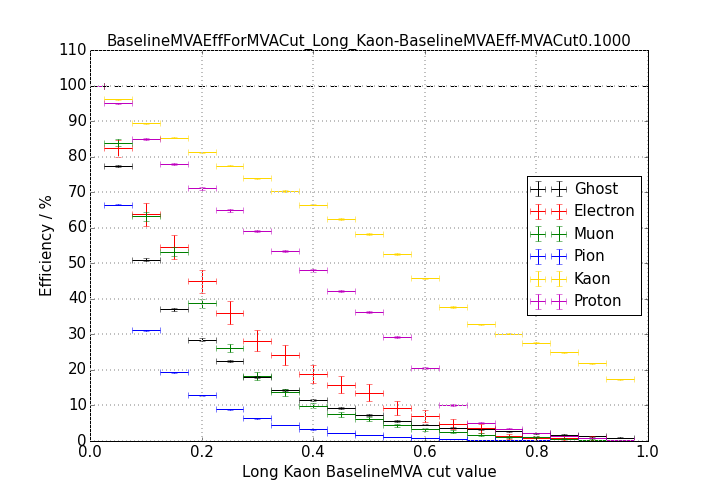 BaselineMVAEffForMVACut_Long_Kaon-BaselineMVAEff-MVACut0.1000
110
100
90
80
70
60
50
40
30
20
10
0
Efficiency / %
Ghost
Electron
Muon
Pion
Kaon
Proton
0.0 0.2 0.4 0.6 0.8 1.0
Long Kaon BaselineMVA cut value